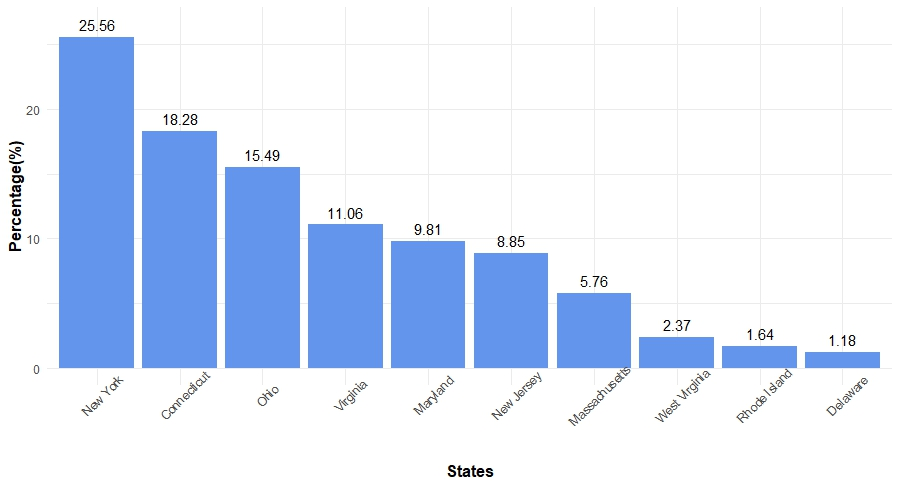 25.56
18.28
15.49
11.06
9.81
8.85
5.76
2.37
1.64
1.18
Percentage(%)
20
10
0
New York
Connecticut
Ohio
Virginia
Maryland
New Jersey
Massachusetts
West Virginia
Rhode Island
Delaware
States